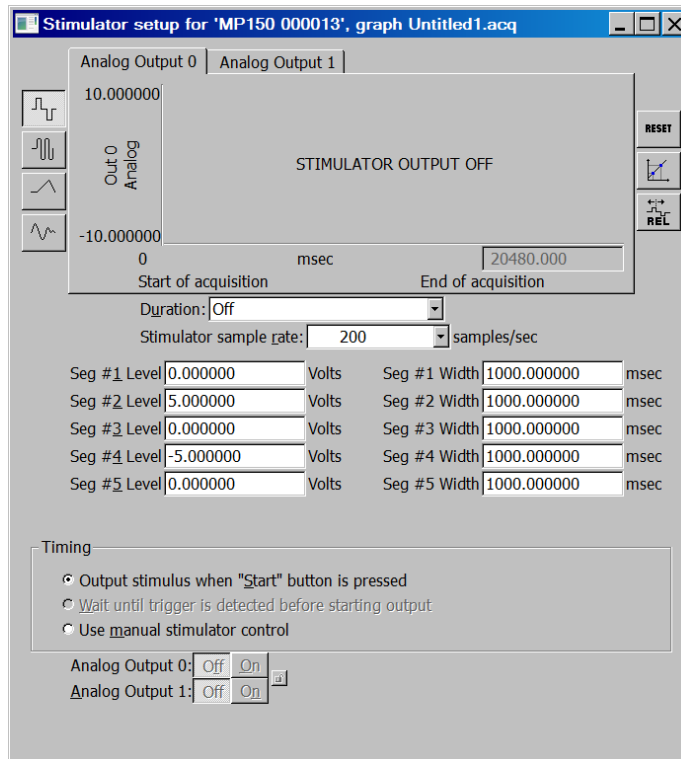 Stimulator setup for 'MP150 000013', graph Untitled1.acq
Analog Output 0 Analog Output 1
10.000000
Out 0
Analog
STIMULATOR OUTPUT OFF
-10.000000
0 msec 20480.000
Start of acquisition End of acquisition
RESET
REL
Duration: Off
Stimulator sample rate: 200 samples/sec
Seg #1 Level 0.000000 Volts Seg #1 Width 1000.000000 msec
Seg #2 Level 5.000000 Volts Seg #2 Width 1000.000000 msec
Seg #3 Level 0.000000 Volts Seg #3 Width 1000.000000 msec
Seg #4 Level -5.000000 Volts Seg #4 Width 1000.000000 msec
Seg #5 Level 0.000000 Volts Seg #5 Width 1000.000000 msec
Timing
Output stimulus when "Start" button is pressed
Wait until trigger is detected before starting output
Use manual stimulator control
Analog Output 0: Off On
Analog Output 1: Off On